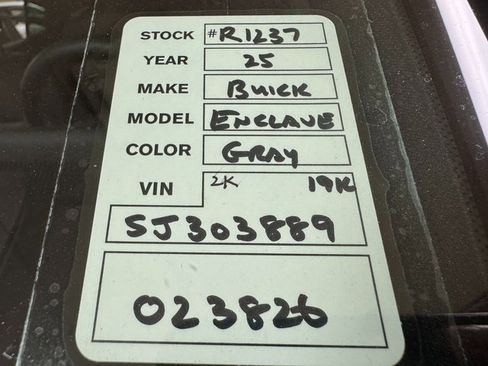 STOCK #R1237
YEAR 25
MAKE BUICK
MODEL ENCLAVE
COLOR GRAY
VIN 2K 19K
SJ303889
023826